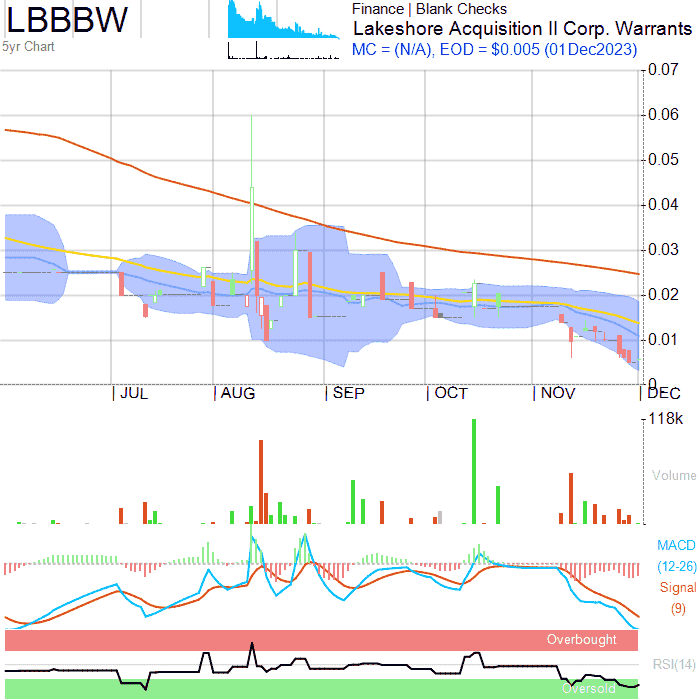 LBBBW
5yr Chart
Finance | Blank Checks
Lakeshore Acquisition II Corp. Warrants
MC = (N/A), EOD = $0.005 (01Dec2023)
0.07
0.06
0.05
0.04
0.03
0.02
0.01
0
JUL
AUG
SEP
OCT
NOV
DEC
118k
Volume
MACD
(12-26)
Signal
(9)
Overbought
RSI(14)
Oversold